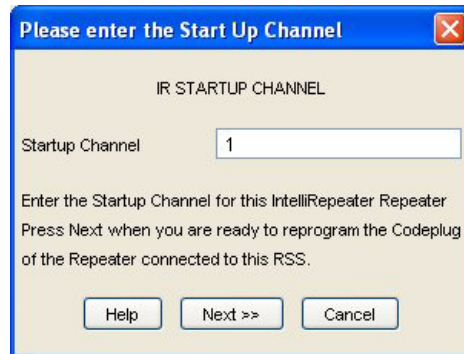 Please enter the Start Up Channel
IR STARTUP CHANNEL
Startup Channel 1
Enter the Startup Channel for this IntelliRepeater Repeater
Press Next when you are ready to reprogram the Codeplug
of the Repeater connected to this RSS.
Help Next >> Cancel